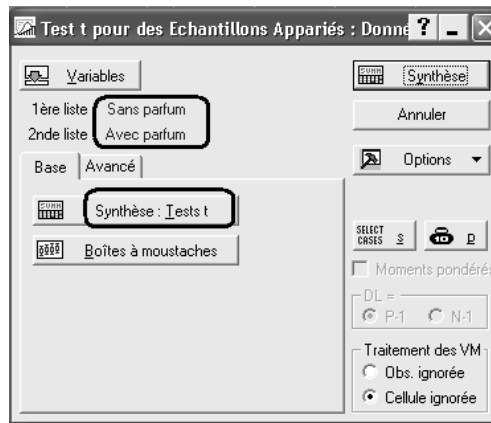 Test t pour des Echantillons Appariés : Donné
Variables
Synthèse
1ère liste : Sans parfum
2nde liste : Avec parfum
Annuler
Base
Avancé
Options
Synthèse : Tests t
Boîtes à moustaches
SELECT CASES S
D
Moments pondérés
DL =
P-1
N-1
Traitement des VM
Obs. ignorée
Cellule ignorée